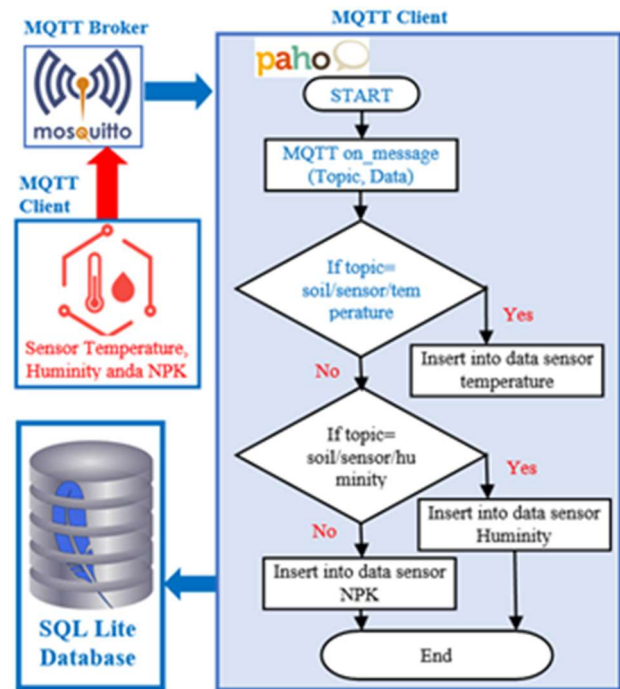 MQTT Broker
mosquitto
MQTT
Client
Sensor Temperature,
Huminity anda NPK
SQL Lite
Database
MQTT Client
paho
START
MQTT on_message
(Topic, Data)
If topic=
soil/sensor/tem
perature
Yes
Insert into data sensor
temperature
No
If topic=
soil/sensor/hu
minity
Yes
Insert into data sensor
Huminity
No
Insert into data sensor
NPK
End